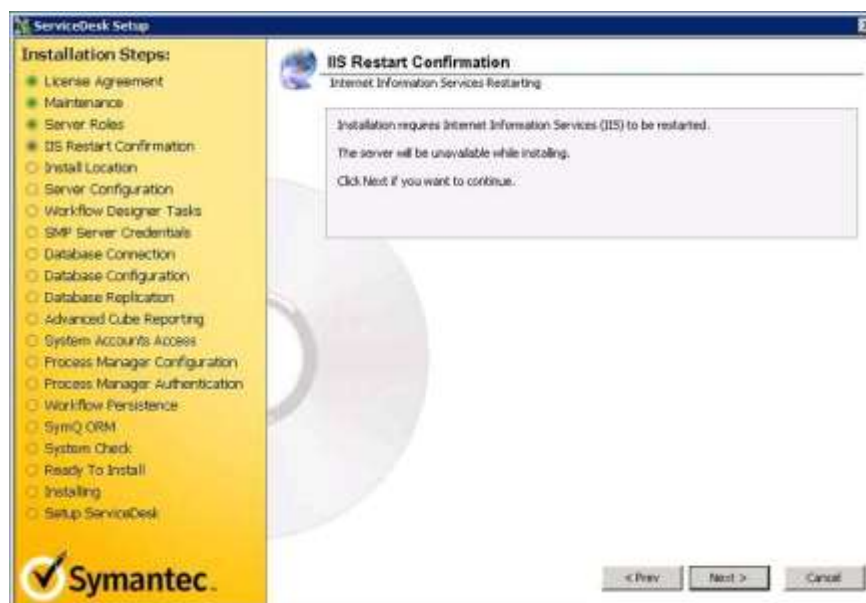 ServiceDesk Setup
Installation Steps:
License Agreement
Maintenance
Server Roles
IIS Restart Confirmation
Install Location
Server Configuration
Workflow Designer Tasks
SMP Server Credentials
Database Connection
Database Configuration
Database Replication
Advanced Cube Reporting
System Accounts Access
Process Manager Configuration
Process Manager Authentication
Workflow Persistence
SymQ ORM
System Check
Ready To Install
Installing
Setup ServiceDesk
Symantec.
IIS Restart Confirmation
Internet Information Services Restarting
Installation requires Internet Information Services (IIS) to be restarted.
The server will be unavailable while installing.
Click Next if you want to continue.
< Prev
Next >
Cancel